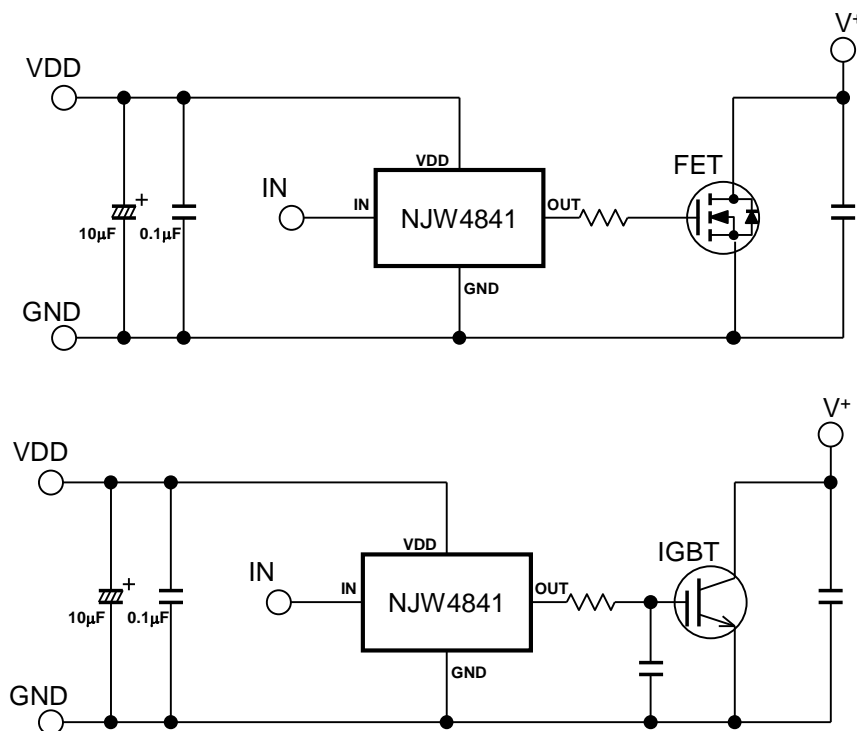 V+
VDD
FET
VDD
IN
IN
NJW4841
OUT
+
10µF
0.1µF
GND
GND
V+
VDD
IGBT
VDD
IN
IN
NJW4841
OUT
+
10µF
0.1µF
GND
GND